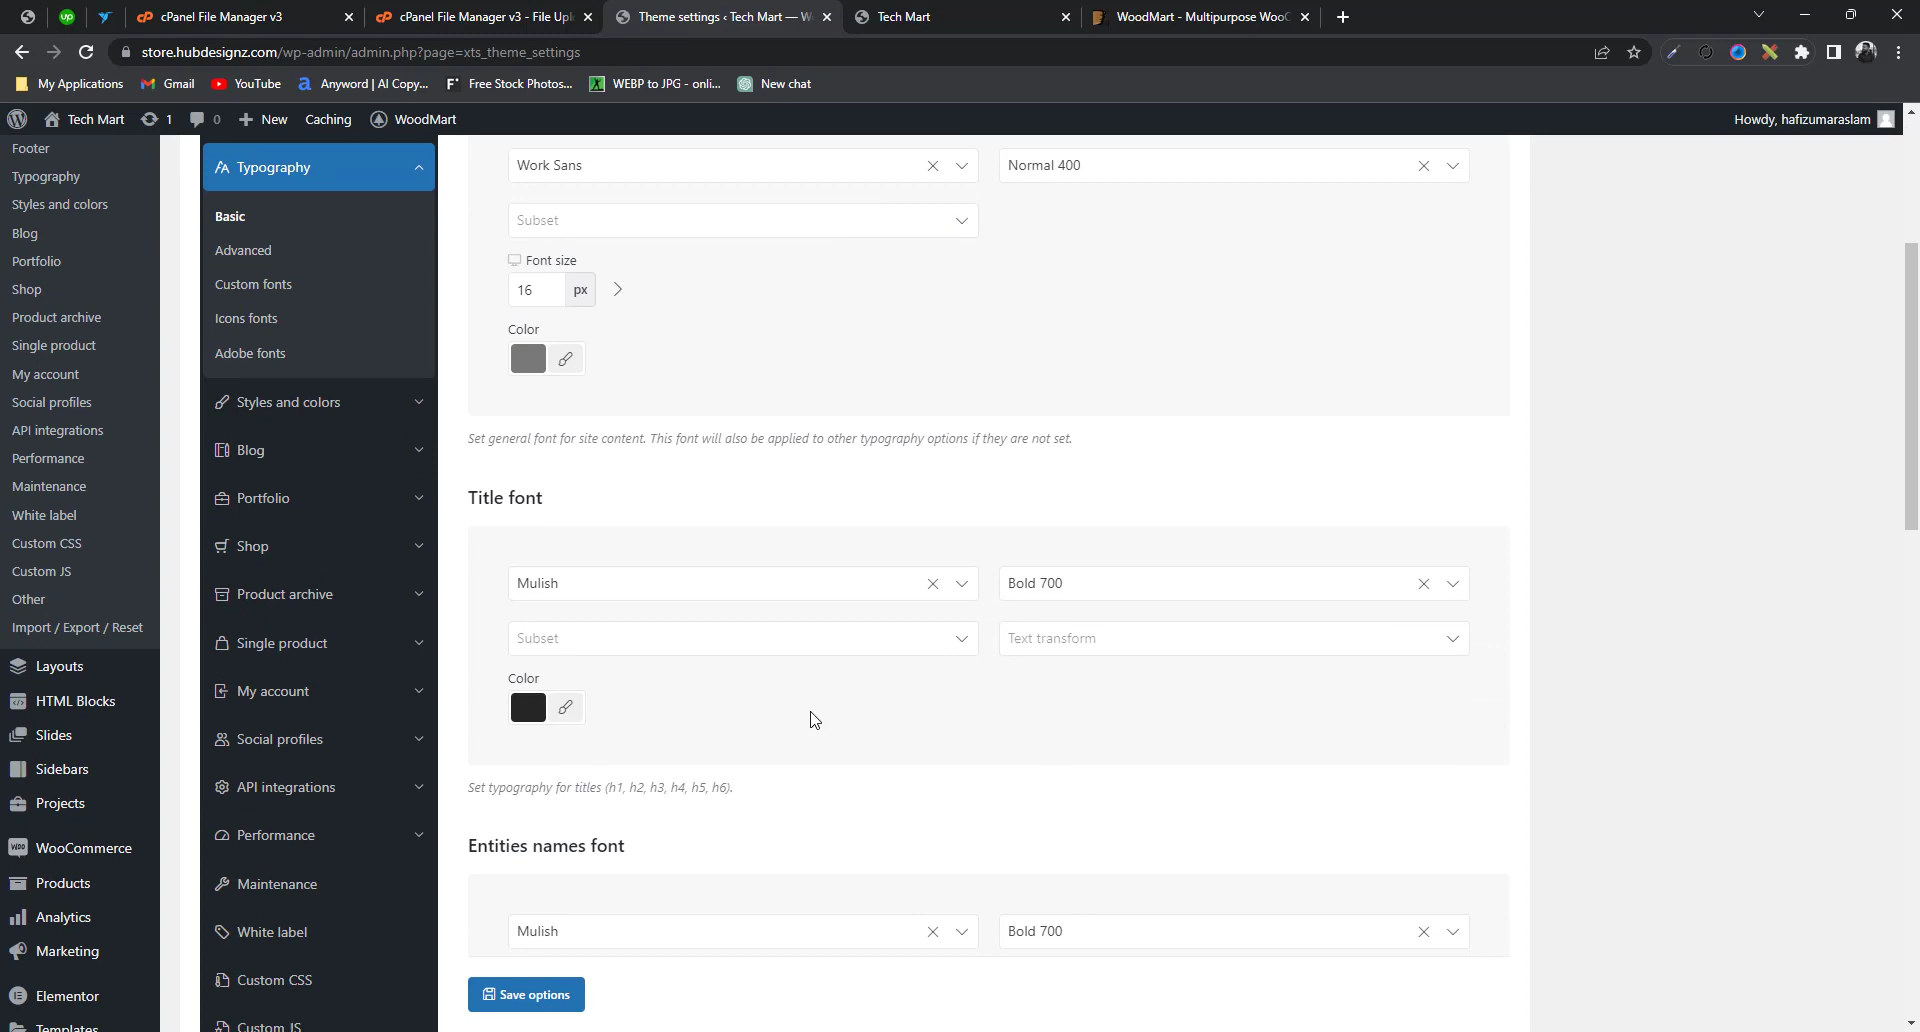 cPanel File Manager v3
cPanel File Manager v3 - File Upl
Theme settings ‹ Tech Mart — W
Tech Mart
WoodMart - Multipurpose WooC
store.hubdesignz.com/wp-admin/admin.php?page=xts_theme_settings
My Applications
Gmail
YouTube
Anyword | AI Copy...
Free Stock Photos...
WEBP to JPG - onli...
New chat
Tech Mart
1
0
New
Caching
WoodMart
Howdy, hafizumaraslam
Footer
Typography
Styles and colors
Blog
Portfolio
Shop
Product archive
Single product
My account
Social profiles
API integrations
Performance
Maintenance
White label
Custom CSS
Custom JS
Other
Import / Export / Reset
Layouts
HTML Blocks
Slides
Sidebars
Projects
WooCommerce
Products
Analytics
Marketing
Elementor
Templates
Typography
Basic
Advanced
Custom fonts
Icons fonts
Adobe fonts
Styles and colors
Blog
Portfolio
Shop
Product archive
Single product
My account
Social profiles
API integrations
Performance
Maintenance
White label
Custom CSS
Custom JS
Work Sans
Normal 400
Subset
Font size
16 px
Color
Set general font for site content. This font will also be applied to other typography options if they are not set.
Title font
Mulish
Bold 700
Subset
Text transform
Color
Set typography for titles (h1, h2, h3, h4, h5, h6).
Entities names font
Mulish
Bold 700
Save options